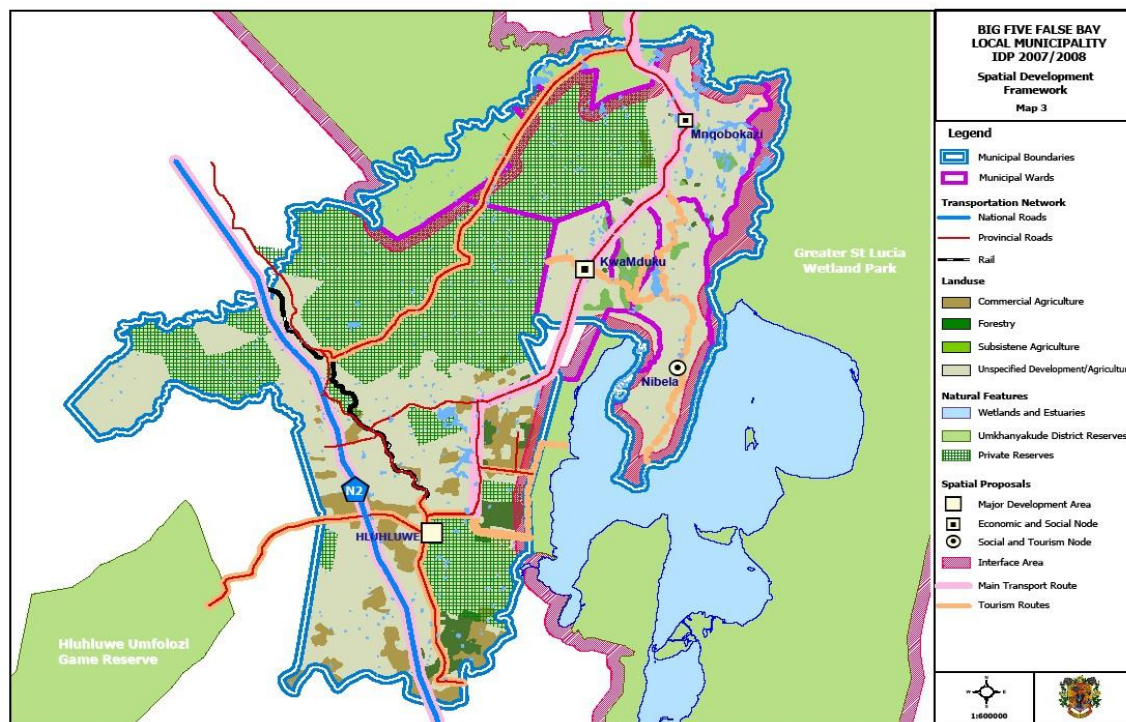 Mnqobokazi
Greater St Lucia
Wetland Park
KwaMduku
Nibela
N2
HLUHLUWE
Hluhluwe Umfolozi
Game Reserve
BIG FIVE FALSE BAY
LOCAL MUNICIPALITY
IDP 2007/2008
Spatial Development
Framework
Map 3
Legend
Municipal Boundaries
Municipal Wards
Transportation Network
National Roads
Provincial Roads
Rail
Landuse
Commercial Agriculture
Forestry
Subsistene Agriculture
Unspecified Development/Agricultur
Natural Features
Wetlands and Estuaries
Umkhanyakude District Reserves
Private Reserves
Spatial Proposals
Major Development Area
Economic and Social Node
Social and Tourism Node
Interface Area
Main Transport Route
Tourism Routes
N
W E
S
1:600000